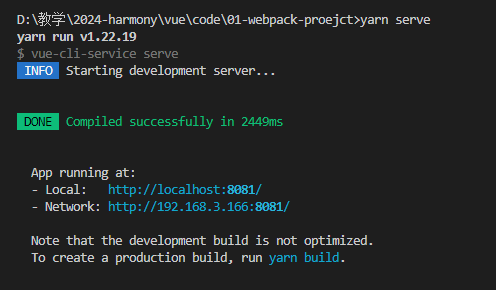 D:\教学\2024-harmony\vue\code\01-webpack-proejct>yarn serve
yarn run v1.22.19
$ vue-cli-service serve
INFO Starting development server...
DONE Compiled successfully in 2449ms
App running at:
- Local: http://localhost:8081/
- Network: http://192.168.3.166:8081/
Note that the development build is not optimized.
To create a production build, run yarn build.